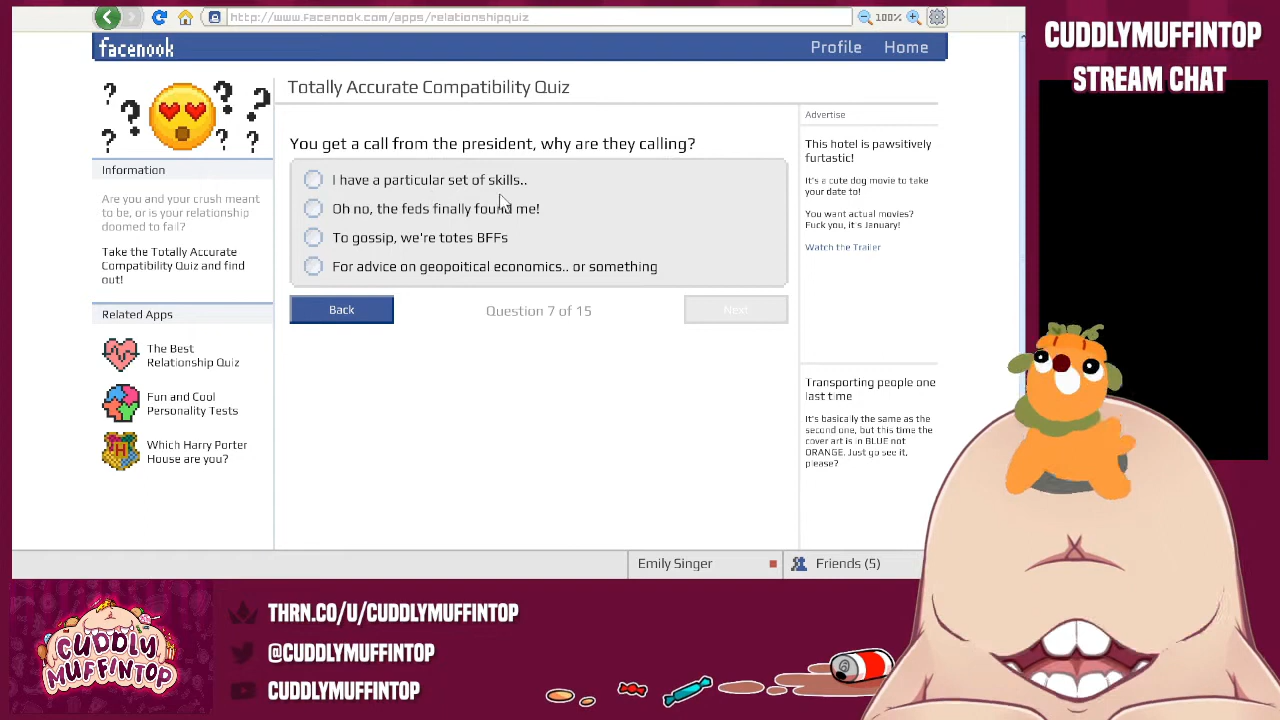 http://www.Facenook.com/apps/relationshipquiz
100%
CUDDLYMUFFINTOP
STREAM CHAT
facenook
Profile
Home
Totally Accurate Compatibility Quiz
Information
Are you and your crush meant
to be, or is your relationship
doomed to fail?
Take the Totally Accurate
Compatibility Quiz and find
out!
Related Apps
The Best
Relationship Quiz
Fun and Cool
Personality Tests
Which Harry Porter
House are you?
You get a call from the president, why are they calling?
I have a particular set of skills..
Oh no, the feds finally found me!
To gossip, we're totes BFFs
For advice on geopoitical economics.. or something
Back
Question 7 of 15
Next
Advertise
This hotel is pawsitively
furtastic!
It's a cute dog movie to take
your date to!
You want actual movies?
Fuck you, it's January!
Watch the Trailer
Transporting people one
last time
It's basically the same as the
second one, but this time the
cover art is in BLUE not
ORANGE. Just go see it,
please?
Emily Singer
Friends (5)
CUDDLY
MUFFINTOP
THRN.CO/U/CUDDLYMUFFINTOP
@CUDDLYMUFFINTOP
CUDDLYMUFFINTOP